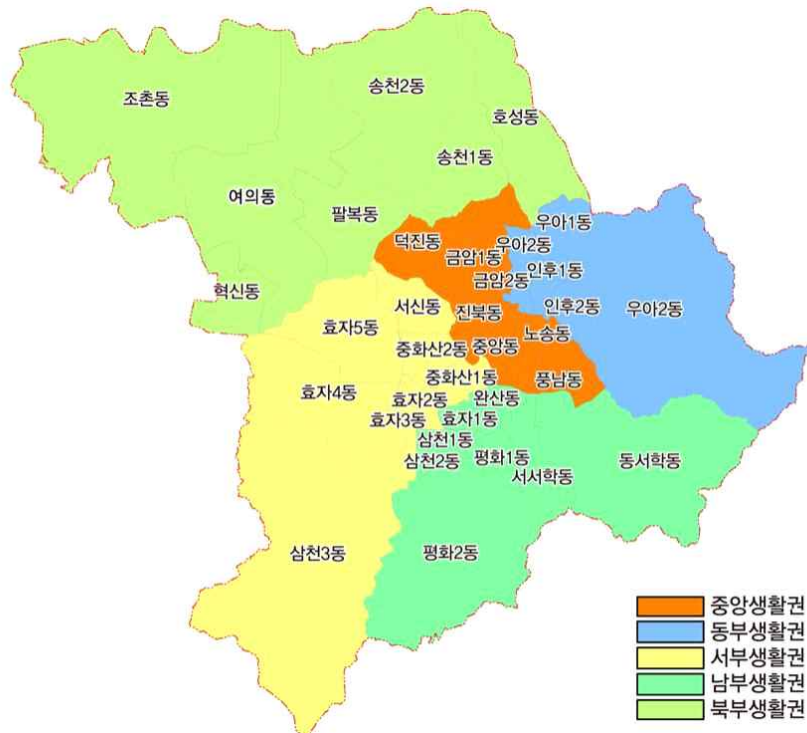 조촌동
송천2동
호성동
송천1동
여의동
팔복동
우아1동
덕진동
우아2동
금암1동
인후1동
금암2동
혁신동
서신동
진북동
인후2동
우아2동
효자5동
노송동
중화산2동
중앙동
중화산1동
풍남동
효자4동
효자2동
완산동
효자3동
효자1동
삼천1동
삼천2동
평화1동
동서학동
서서학동
삼천3동
평화2동
중앙생활권
동부생활권
서부생활권
남부생활권
북부생활권